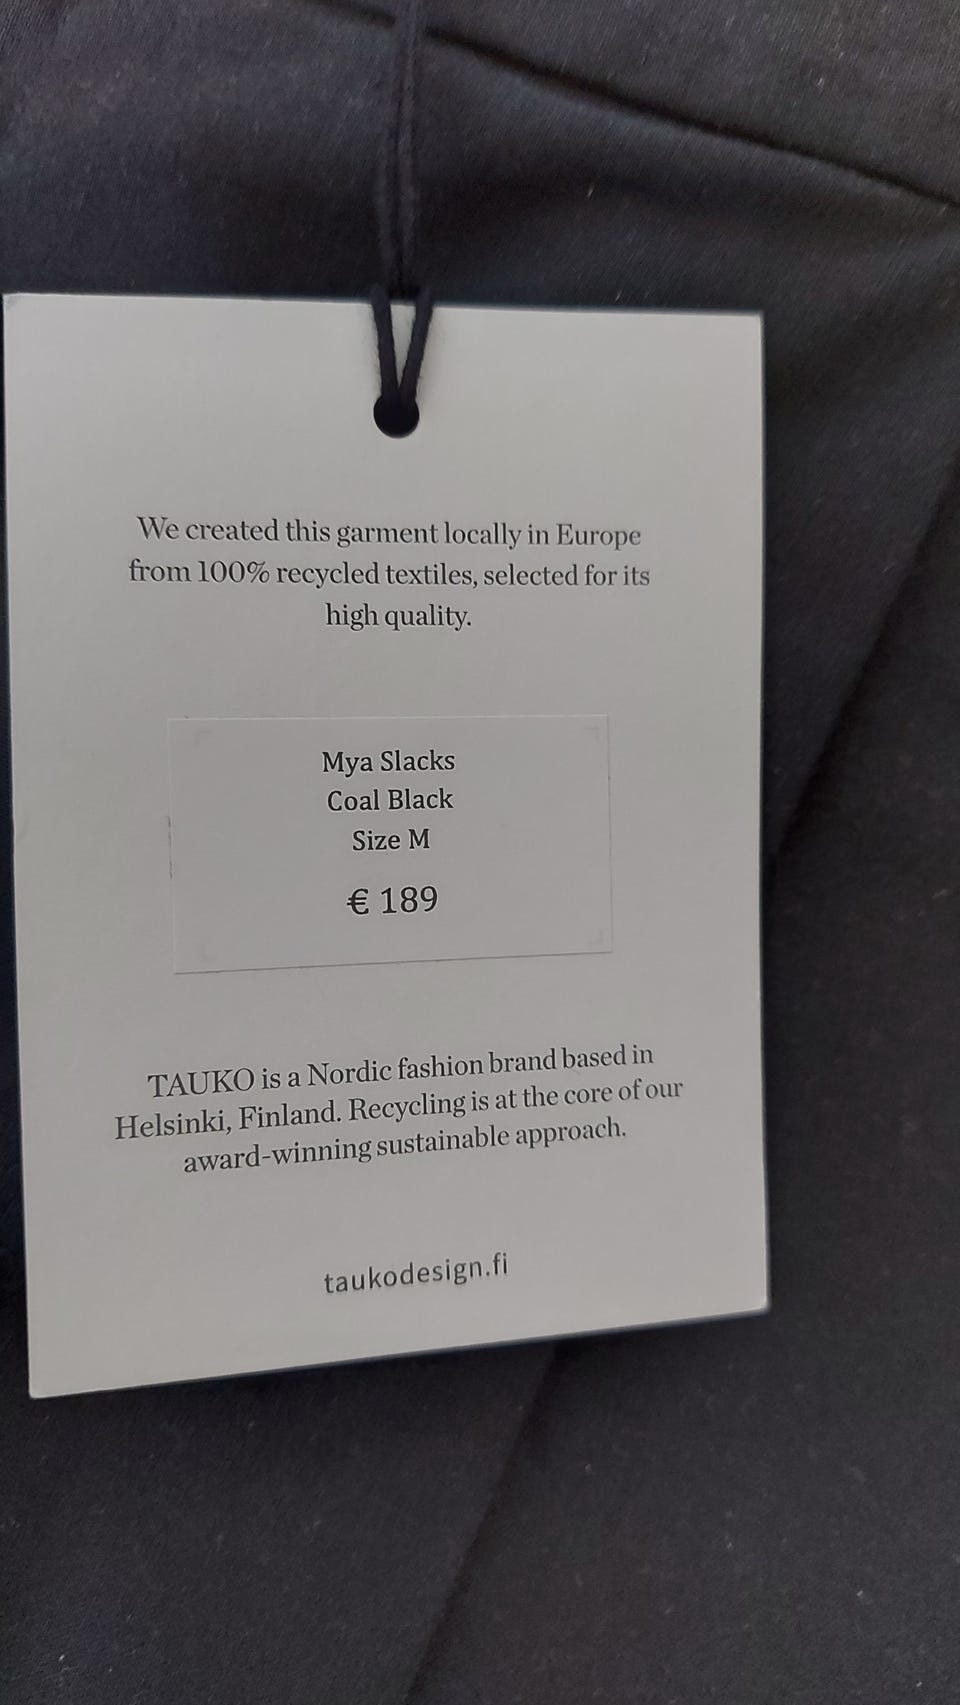 We created this garment locally in Europe
from 100% recycled textiles, selected for its
high quality.
Mya Slacks
Coal Black
Size M
€ 189
TAUKO is a Nordic fashion brand based in
Helsinki, Finland. Recycling is at the core of our
award-winning sustainable approach.
taukodesign.fi